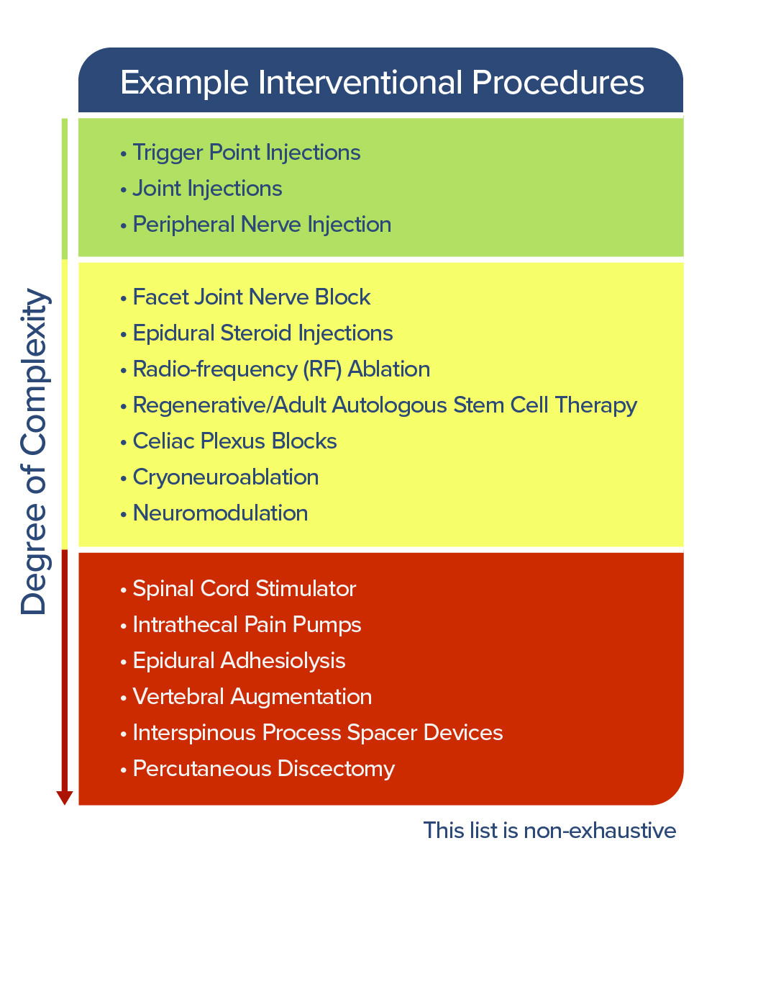 Example Interventional Procedures
Degree of Complexity
• Trigger Point Injections
• Joint Injections
• Peripheral Nerve Injection
• Facet Joint Nerve Block
• Epidural Steroid Injections
• Radio-frequency (RF) Ablation
• Regenerative/Adult Autologous Stem Cell Therapy
• Celiac Plexus Blocks
• Cryoneuroablation
• Neuromodulation
• Spinal Cord Stimulator
• Intrathecal Pain Pumps
• Epidural Adhesiolysis
• Vertebral Augmentation
• Interspinous Process Spacer Devices
• Percutaneous Discectomy
This list is non-exhaustive